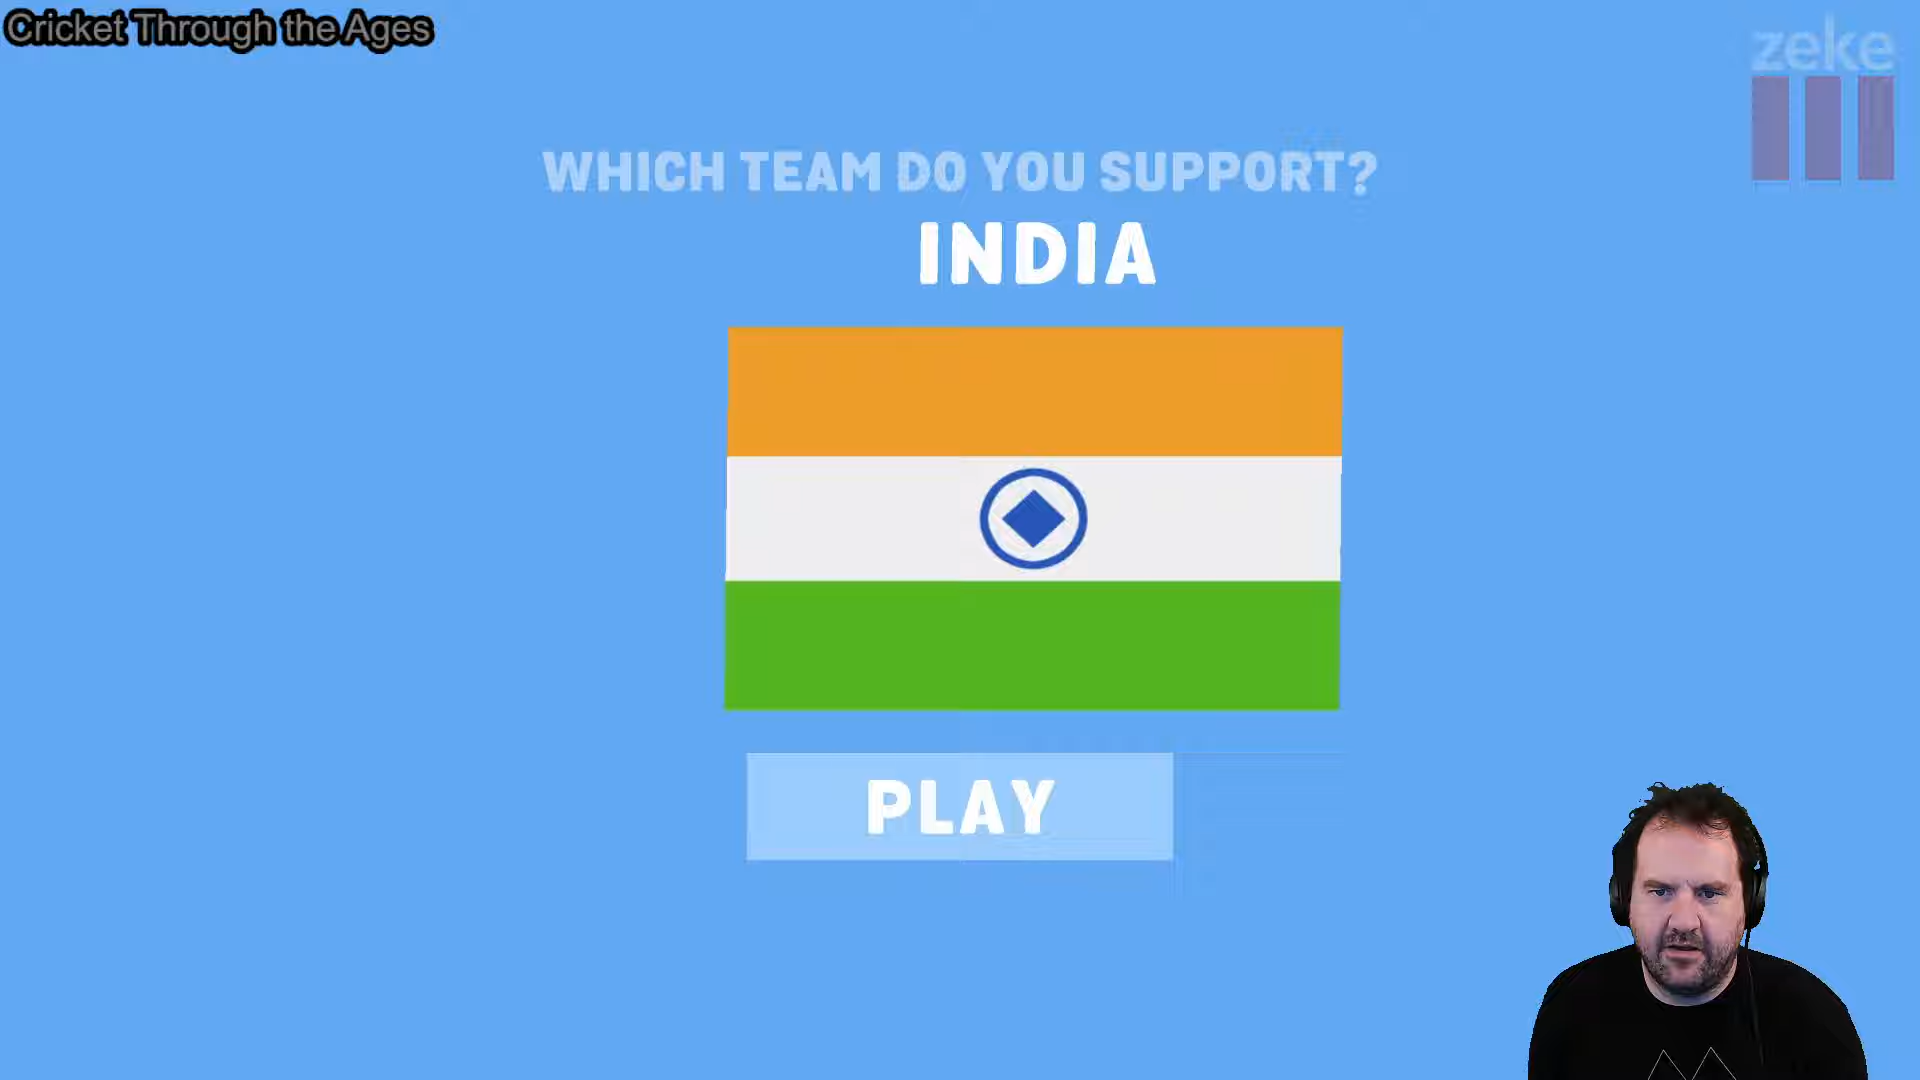 Cricket Through the Ages
zeke
WHICH TEAM DO YOU SUPPORT?
INDIA
PLAY